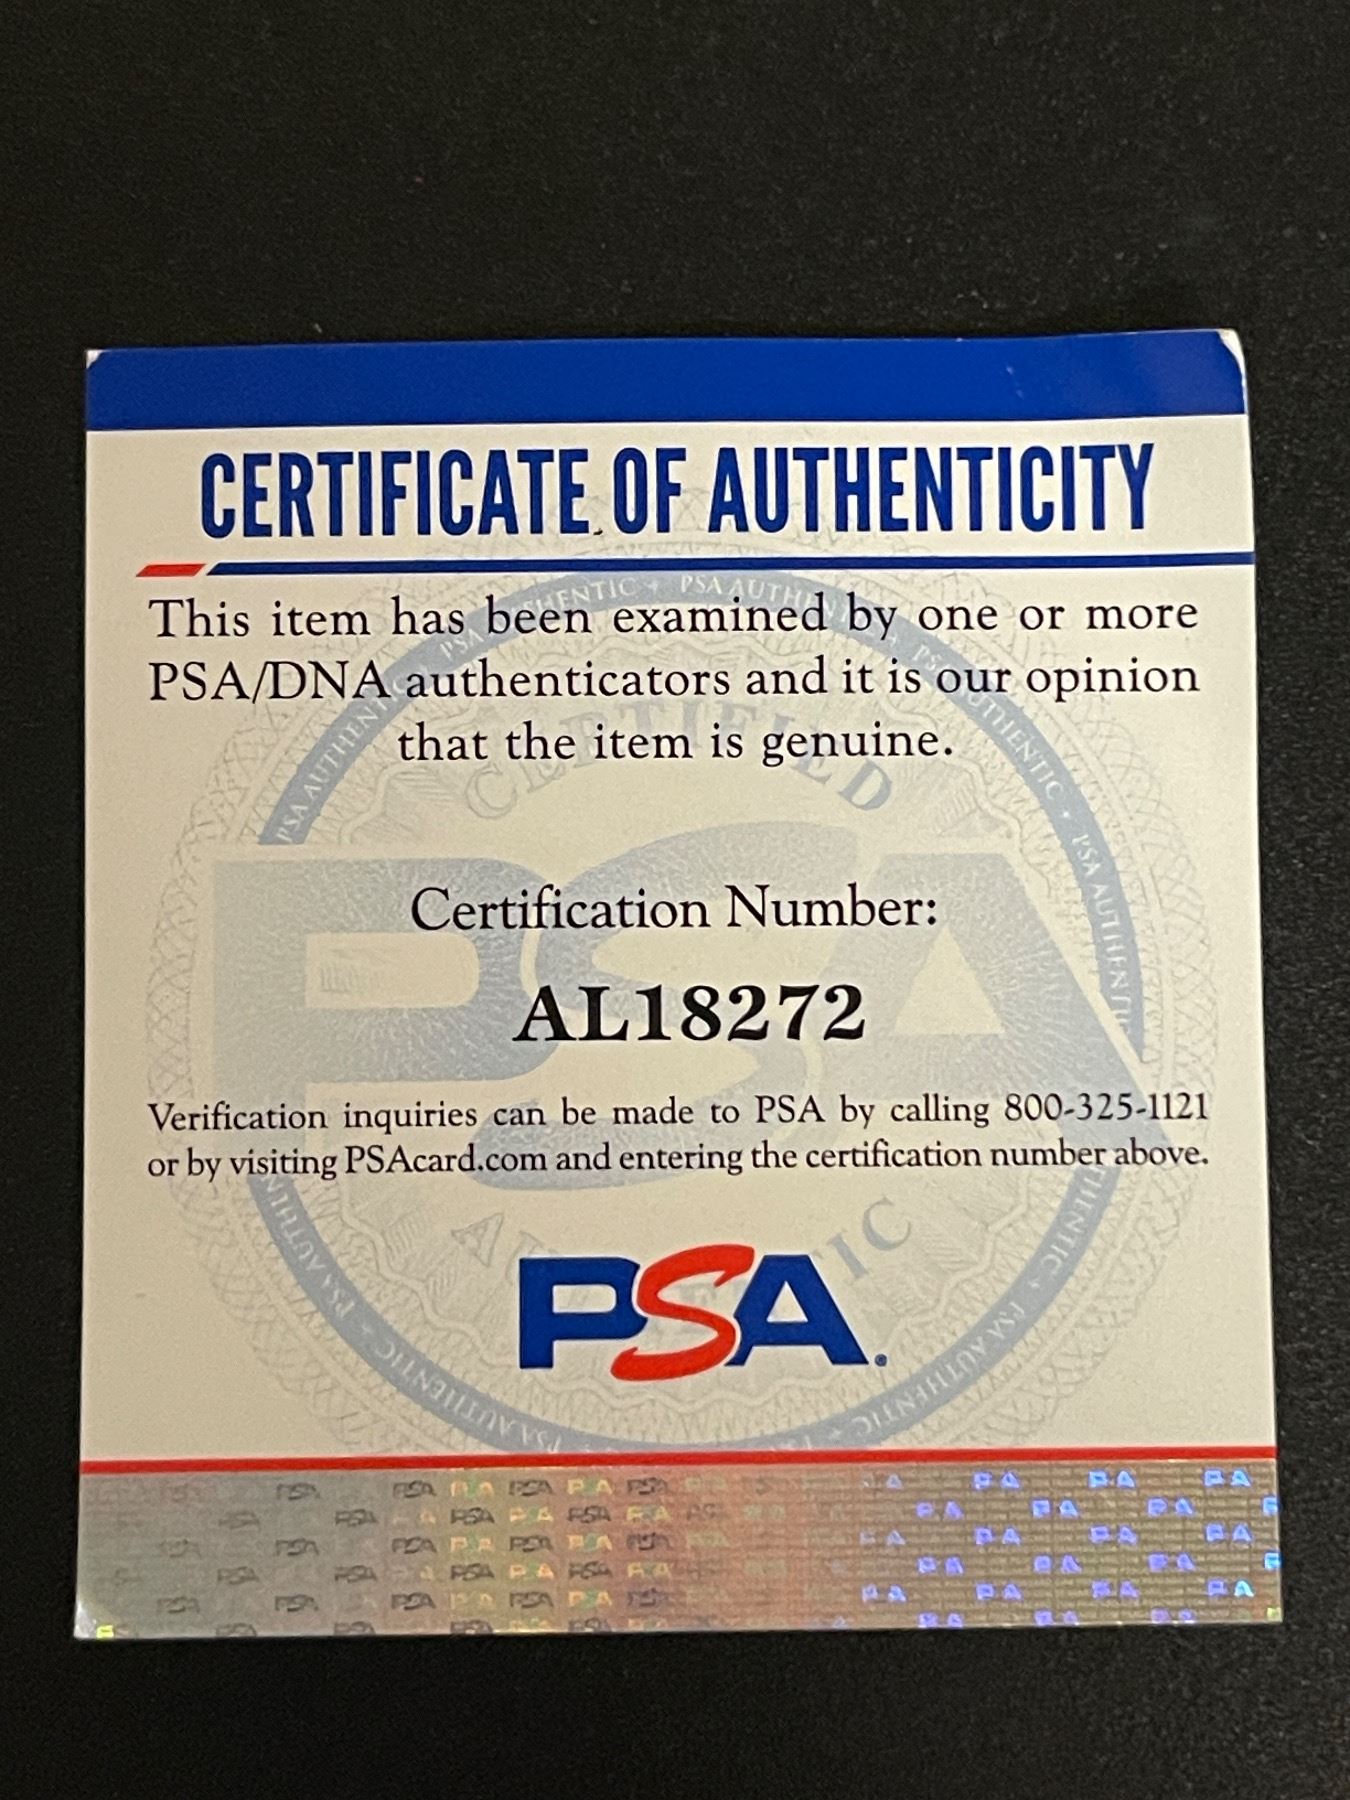 CERTIFICATE OF AUTHENTICITY
This item has been examined by one or more
PSA/DNA authenticators and it is our opinion
that the item is genuine.
CERTIFIED
Certification Number:
AL18272
Verification inquiries can be made to PSA by calling 800-325-1121
or by visiting PSAcard.com and entering the certification number above.
PSA